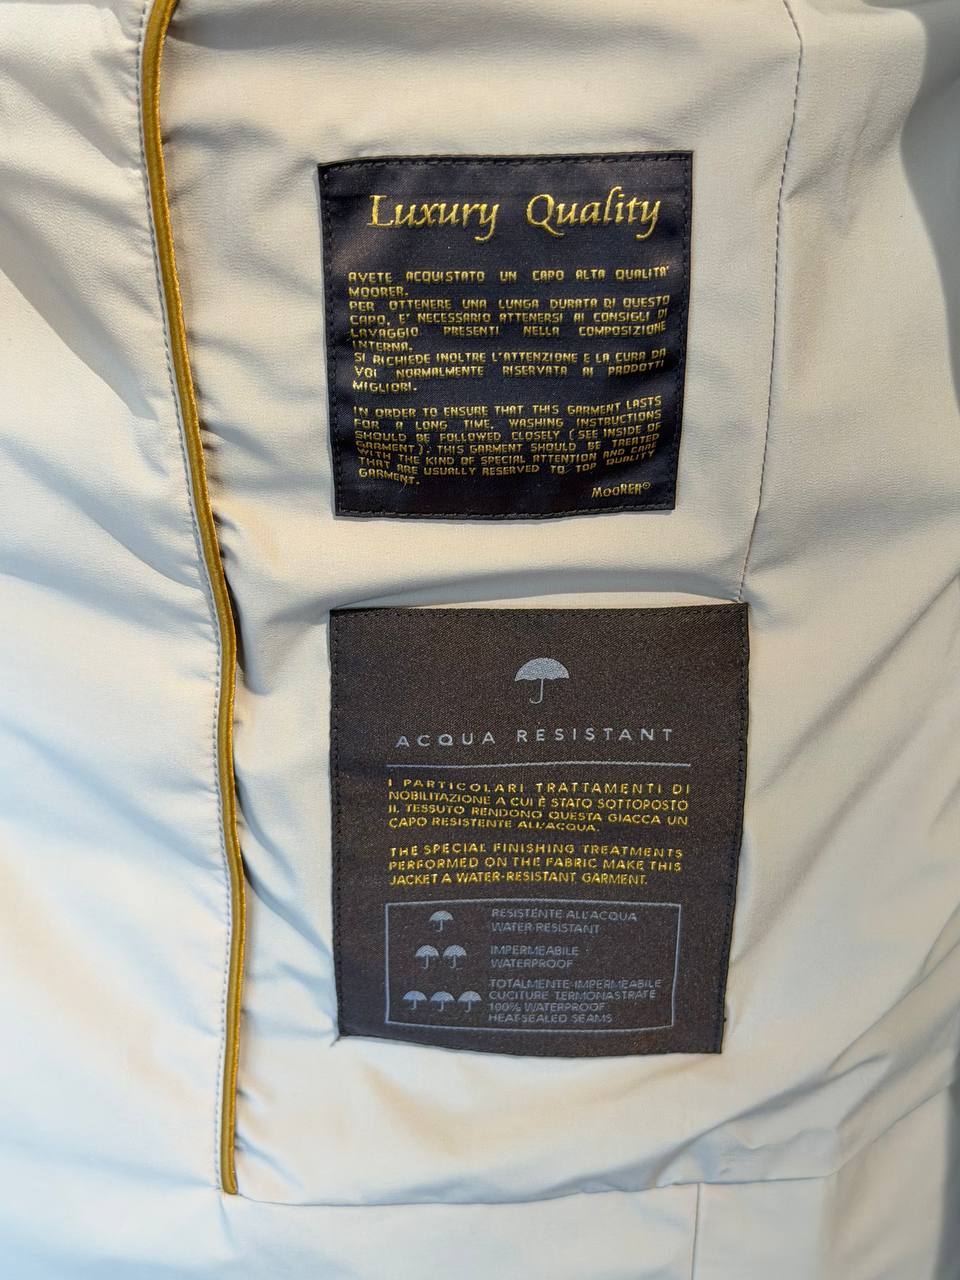 Luxury Quality
AVETE ACQUISTATO UN CAPO ALTA QUALITA'
MOORER.
PER OTTENERE UNA LUNGA DURATA DI QUESTO
CAPO, E' NECESSARIO ATTENERSI AI CONSIGLI DI
LAVAGGIO PRESENTI NELLA COMPOSIZIONE
INTERNA.
SI RICHIEDE INOLTRE L'ATTENZIONE E LA CURA DA
VOI NORMALMENTE RISERVATA AI PRODOTTI
MIGLIORI.
IN ORDER TO ENSURE THAT THIS GARMENT LASTS
FOR A LONG TIME, WASHING INSTRUCTIONS
SHOULD BE FOLLOWED CLOSELY (SEE INSIDE OF
GARMENT). THIS GARMENT SHOULD BE TREATED
WITH THE KIND OF SPECIAL ATTENTION AND CARE
THAT ARE USUALLY RESERVED TO TOP QUALITY
GARMENT.
MOORER©
ACQUA RESISTANT
I PARTICOLARI TRATTAMENTI DI
NOBILITAZIONE A CUI È STATO SOTTOPOSTO
IL TESSUTO RENDONO QUESTA GIACCA UN
CAPO RESISTENTE ALL'ACQUA.
THE SPECIAL FINISHING TREATMENTS
PERFORMED ON THE FABRIC MAKE THIS
JACKET A WATER-RESISTANT GARMENT.
RESISTENTE ALL'ACQUA
WATER-RESISTANT
IMPERMEABILE
WATERPROOF
TOTALMENTE IMPERMEABILE
CUCITURE TERMONASTRATE
100% WATERPROOF
HEAT-SEALED SEAMS